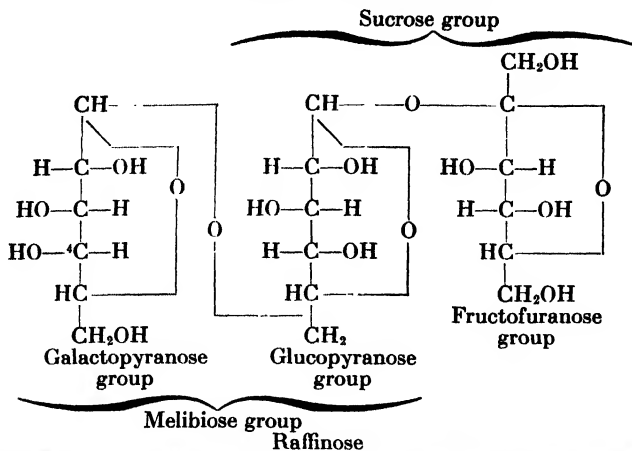 Sucrose group
CH₂OH
CH CH—O—C
H—C—OH H—C—OH HO—C—H
O
HO—C—H HO—C—H H—C—OH O
O O
HO—⁴C—H H—C—OH HC
HC HC CH₂OH
CH₂OH CH₂ Fructofuranose
Galactopyranose Glucopyranose group
group group
Melibiose group
Raffinose